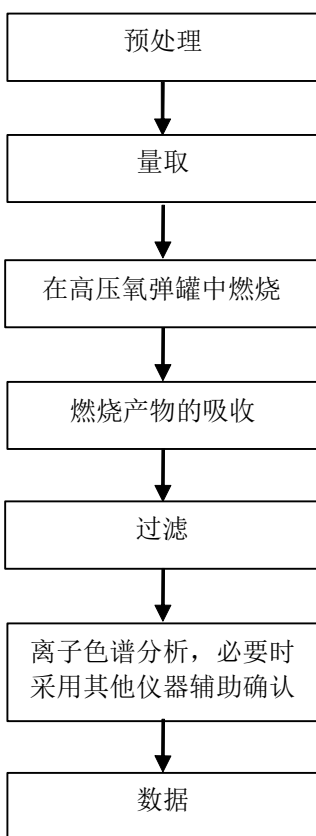 预处理
量取
在高压氧弹罐中燃烧
燃烧产物的吸收
过滤
离子色谱分析，必要时
采用其他仪器辅助确认
数据